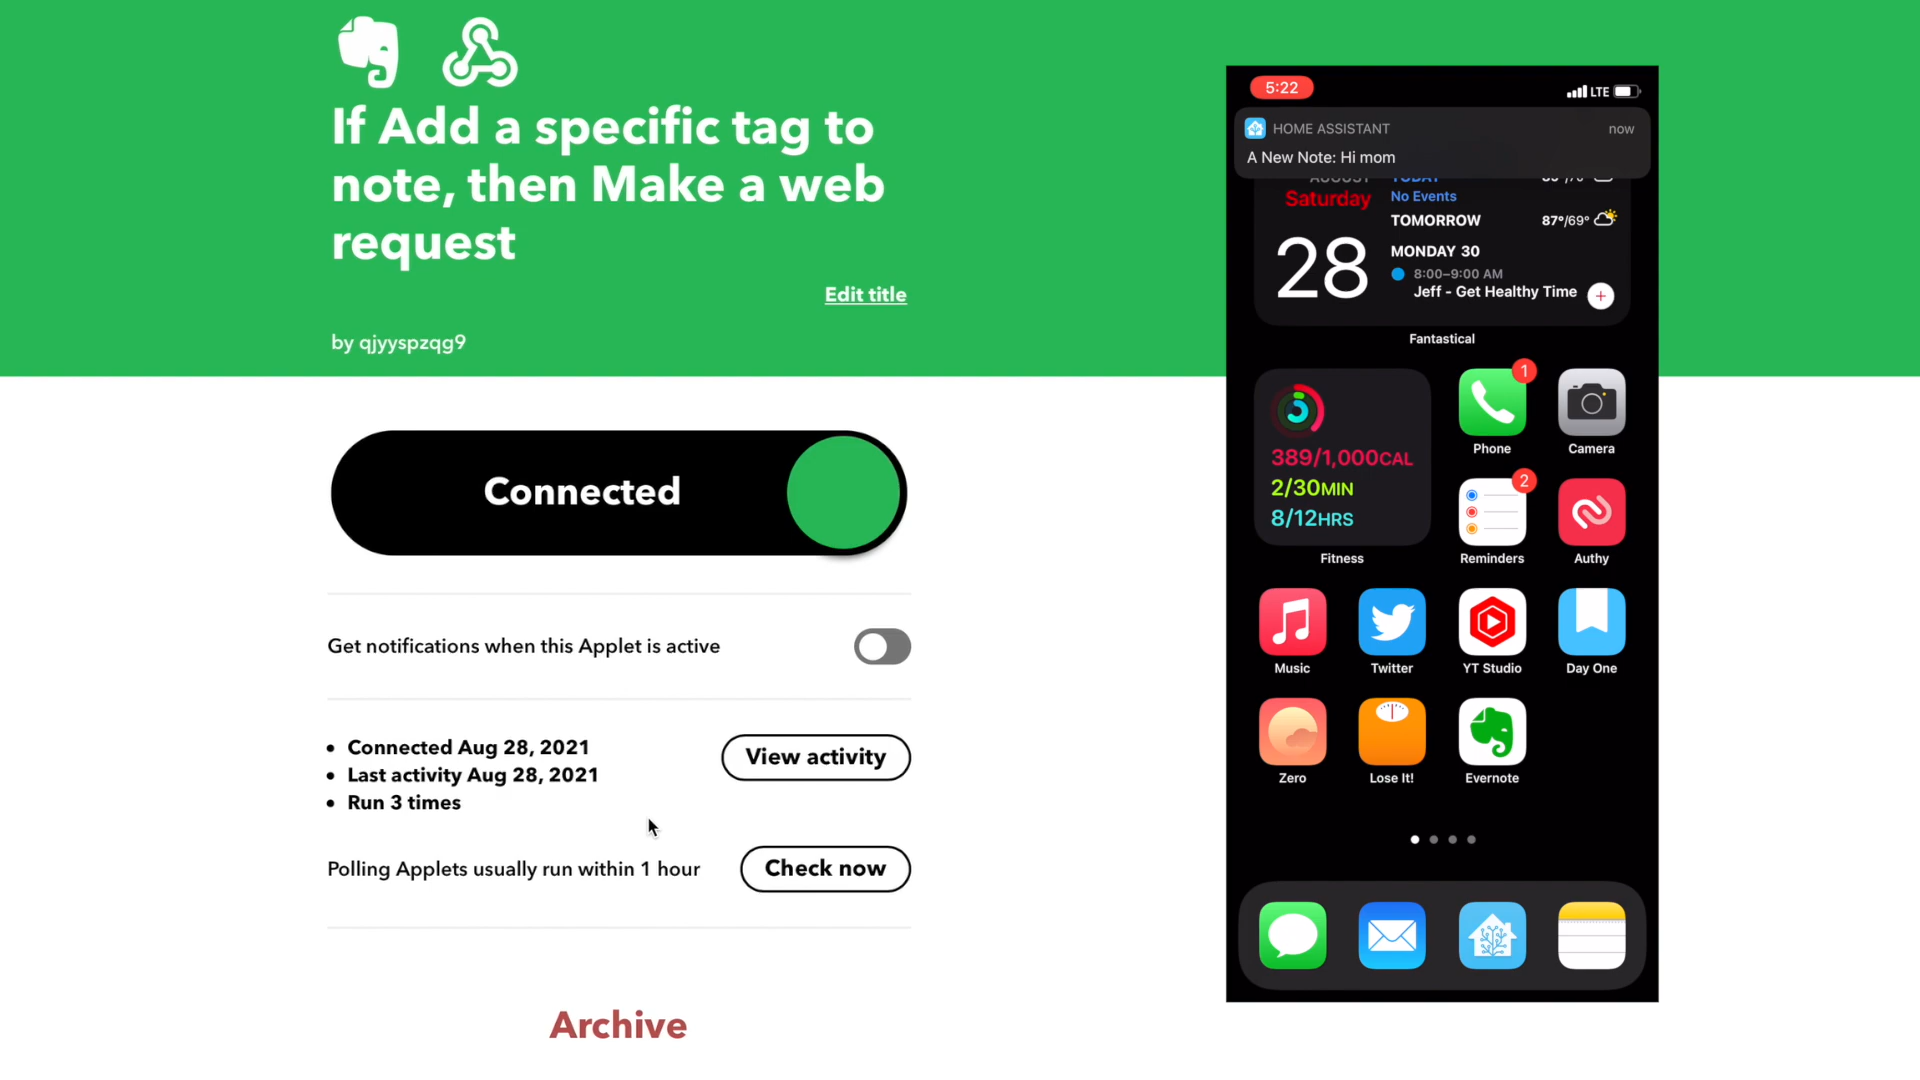 If Add a specific tag to
note, then Make a web
request
Edit title
by qjyyspzqg9
Connected
Get notifications when this Applet is active
Connected Aug 28, 2021
Last activity Aug 28, 2021
Run 3 times
View activity
Polling Applets usually run within 1 hour
Check now
Archive
5:22
LTE
HOME ASSISTANT
now
A New Note: Hi mom
AUGUST
TODAY
Saturday
No Events
28
TOMORROW
87°/69°
MONDAY 30
8:00–9:00 AM
Jeff - Get Healthy Time
Fantastical
389/1,000CAL
2/30MIN
8/12HRS
Fitness
1
Phone
Camera
2
Reminders
Authy
Music
Twitter
YT Studio
Day One
Zero
Lose It!
Evernote